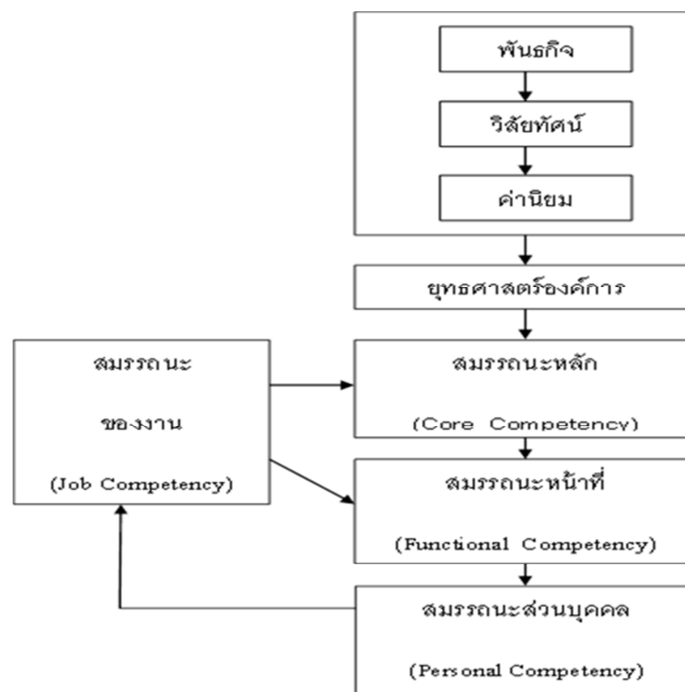 พันธกิจ
วิสัยทัศน์
ค่านิยม
ยุทธศาสตร์องค์การ
สมรรถนะ
ของงาน
(Job Competency)
สมรรถนะหลัก
(Core Competency)
สมรรถนะหน้าที่
(Functional Competency)
สมรรถนะส่วนบุคคล
(Personal Competency)